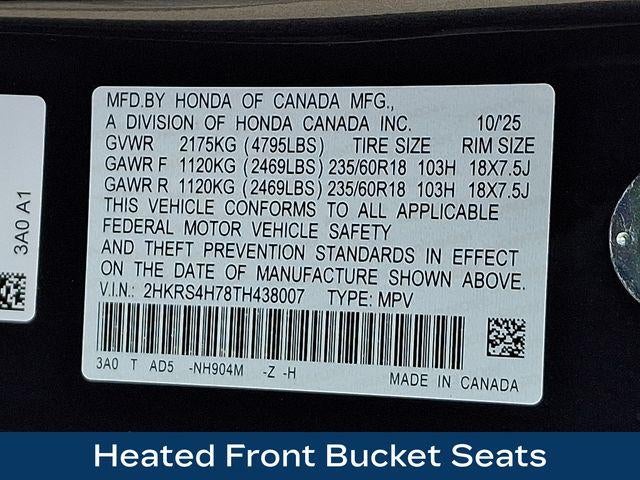 MFD.BY HONDA OF CANADA MFG.,
A DIVISION OF HONDA CANADA INC. 10/'25
GVWR 2175KG (4795LBS) TIRE SIZE RIM SIZE
GAWR F 1120KG (2469LBS) 235/60R18 103H 18X7.5J
GAWR R 1120KG (2469LBS) 235/60R18 103H 18X7.5J
THIS VEHICLE CONFORMS TO ALL APPLICABLE
FEDERAL MOTOR VEHICLE SAFETY
AND THEFT PREVENTION STANDARDS IN EFFECT
ON THE DATE OF MANUFACTURE SHOWN ABOVE.
V.I.N.: 2HKRS4H78TH438007 TYPE: MPV
3A0 T AD5 -NH904M -Z -H
MADE IN CANADA
3A0 A1
Heated Front Bucket Seats